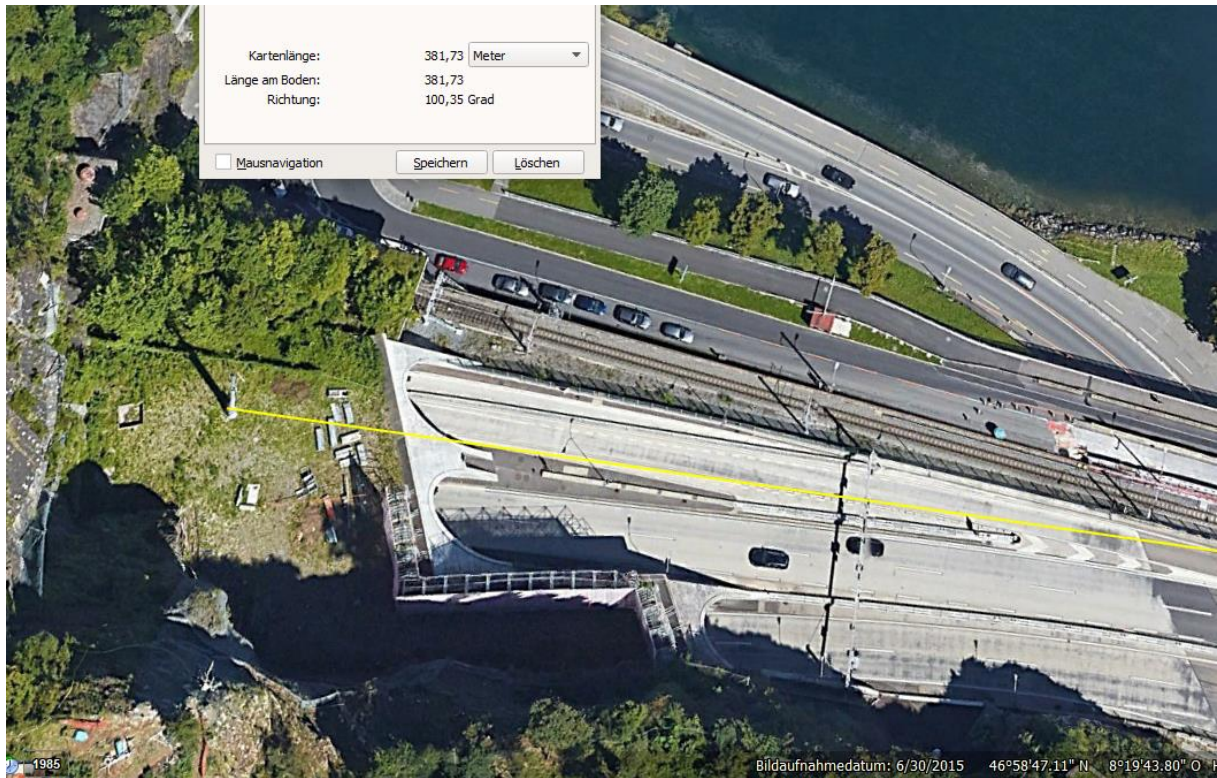 Kartenlänge: 381,73 Meter
Länge am Boden: 381,73
Richtung: 100,35 Grad
Mausnavigation Speichern Löschen
1985 Bildaufnahmedatum: 6/30/2015 46°58'47.11" N 8°19'43.80" O